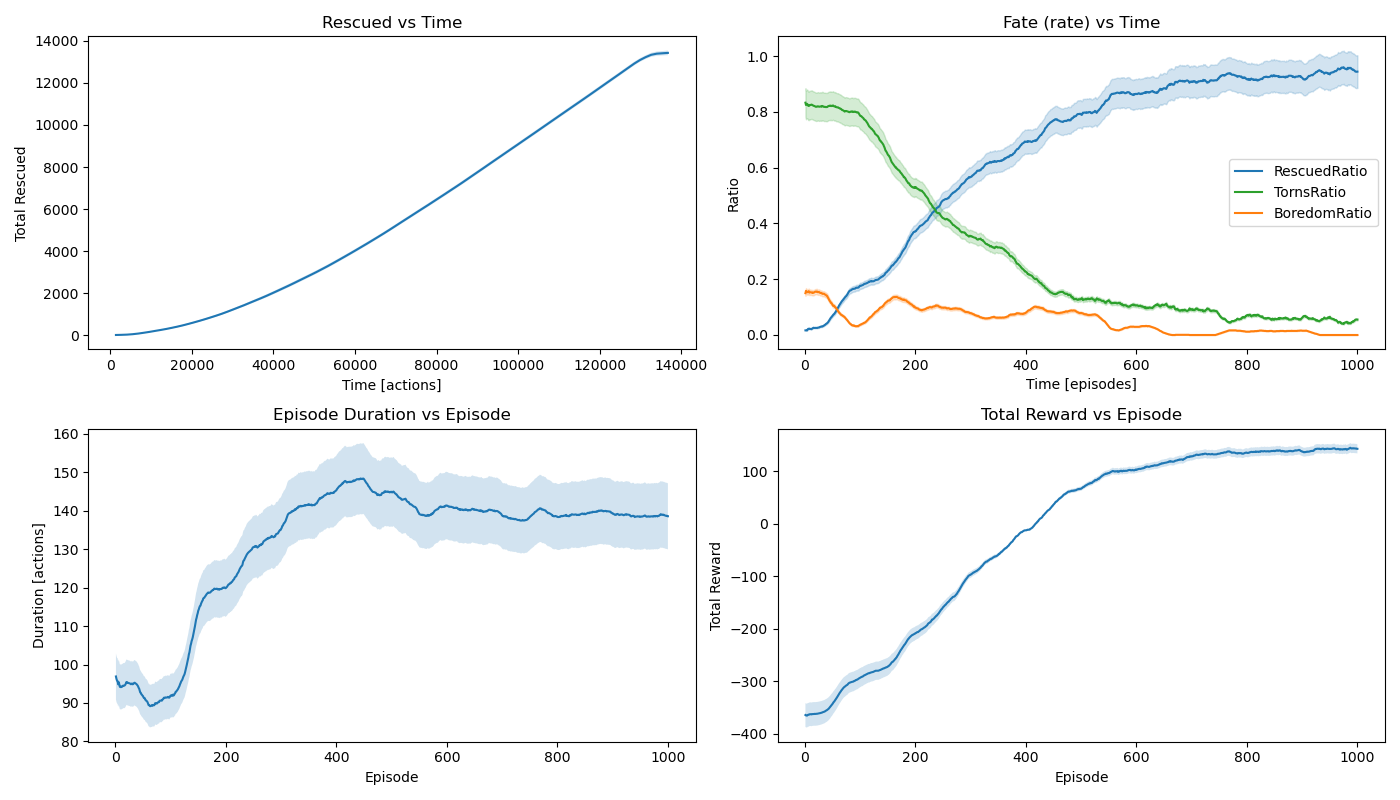 Rescued vs Time
14000
12000
10000
8000
6000
4000
2000
0
Total Rescued
0 20000 40000 60000 80000 100000 120000 140000
Time [actions]
Fate (rate) vs Time
1.0
0.8
0.6
0.4
0.2
0.0
Ratio
RescuedRatio
TornsRatio
BoredomRatio
0 200 400 600 800 1000
Time [episodes]
Episode Duration vs Episode
160
150
140
130
120
110
100
90
80
Duration [actions]
0 200 400 600 800 1000
Episode
Total Reward vs Episode
100
0
−100
−200
−300
−400
Total Reward
0 200 400 600 800 1000
Episode